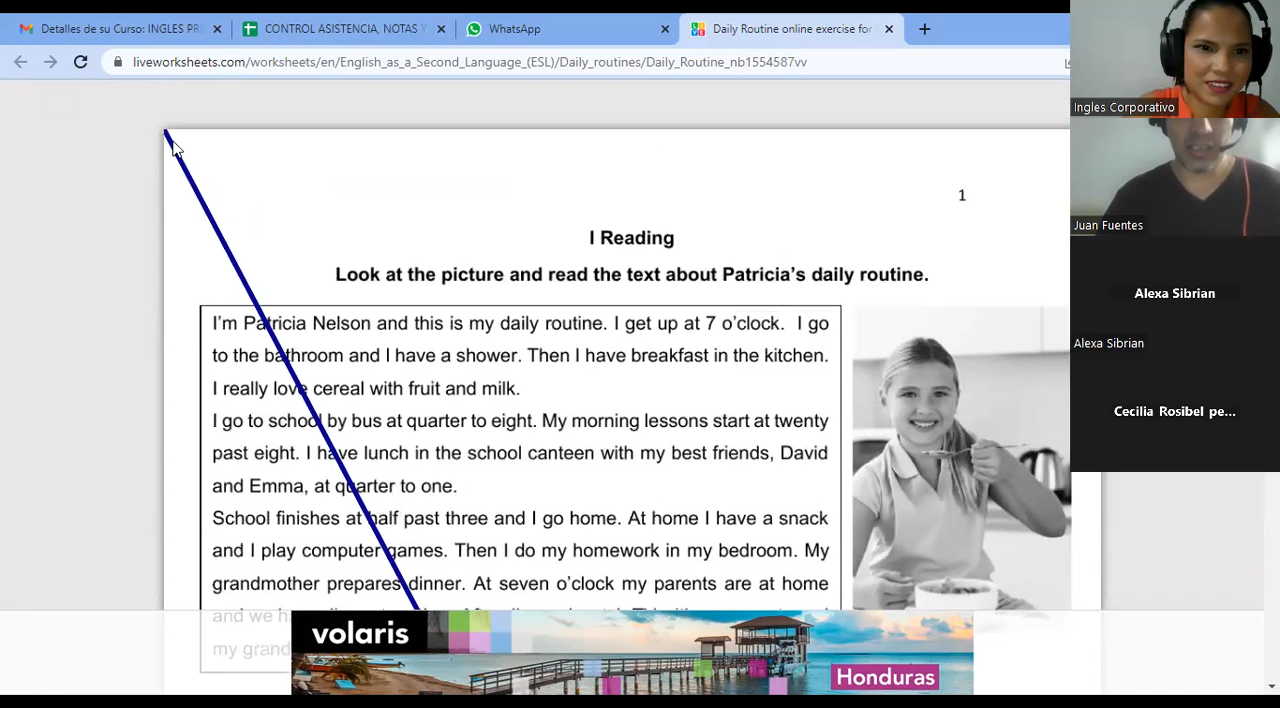 Detalles de su Curso: INGLES PRI
CONTROL ASISTENCIA, NOTAS Y
WhatsApp
Daily Routine online exercise for
liveworksheets.com/worksheets/en/English_as_a_Second_Language_(ESL)/Daily_routines/Daily_Routine_nb1554587vv
Ingles Corporativo
Juan Fuentes
Alexa Sibrian
Alexa Sibrian
Cecilia Rosibel pe...
1
I Reading
Look at the picture and read the text about Patricia's daily routine.
I'm Patricia Nelson and this is my daily routine. I get up at 7 o'clock. I go
to the bathroom and I have a shower. Then I have breakfast in the kitchen.
I really love cereal with fruit and milk.
I go to school by bus at quarter to eight. My morning lessons start at twenty
past eight. I have lunch in the school canteen with my best friends, David
and Emma, at quarter to one.
School finishes at half past three and I go home. At home I have a snack
and I play computer games. Then I do my homework in my bedroom. My
grandmother prepares dinner. At seven o'clock my parents are at home
and we
my grand
volaris
Honduras